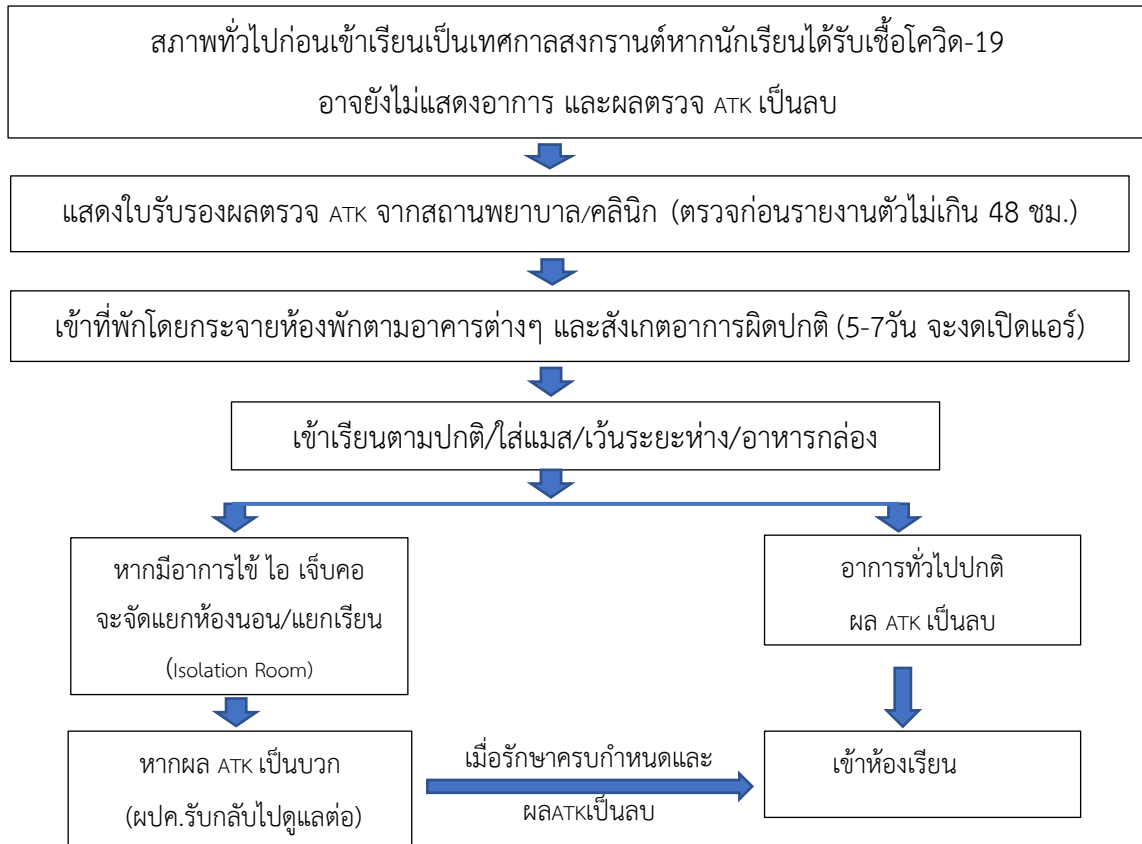 สภาพทั่วไปก่อนเข้าเรียนเป็นเทศกาลสงกรานต์หากนักเรียนได้รับเชื้อโควิด-19
อาจยังไม่แสดงอาการ และผลตรวจ ATK เป็นลบ
แสดงใบรับรองผลตรวจ ATK จากสถานพยาบาล/คลินิก (ตรวจก่อนรายงานตัวไม่เกิน 48 ชม.)
เข้าที่พักโดยกระจายห้องพักตามอาคารต่างๆ และสังเกตอาการผิดปกติ (5-7วัน จะงดเปิดแอร์)
เข้าเรียนตามปกติ/ใส่แมส/เว้นระยะห่าง/อาหารกล่อง
หากมีอาการไข้ ไอ เจ็บคอ
จะจัดแยกห้องนอน/แยกเรียน
(Isolation Room)
อาการทั่วไปปกติ
ผล ATK เป็นลบ
หากผล ATK เป็นบวก
(ผปค.รับกลับไปดูแลต่อ)
เมื่อรักษาครบกำหนดและ
ผลATKเป็นลบ
เข้าห้องเรียน